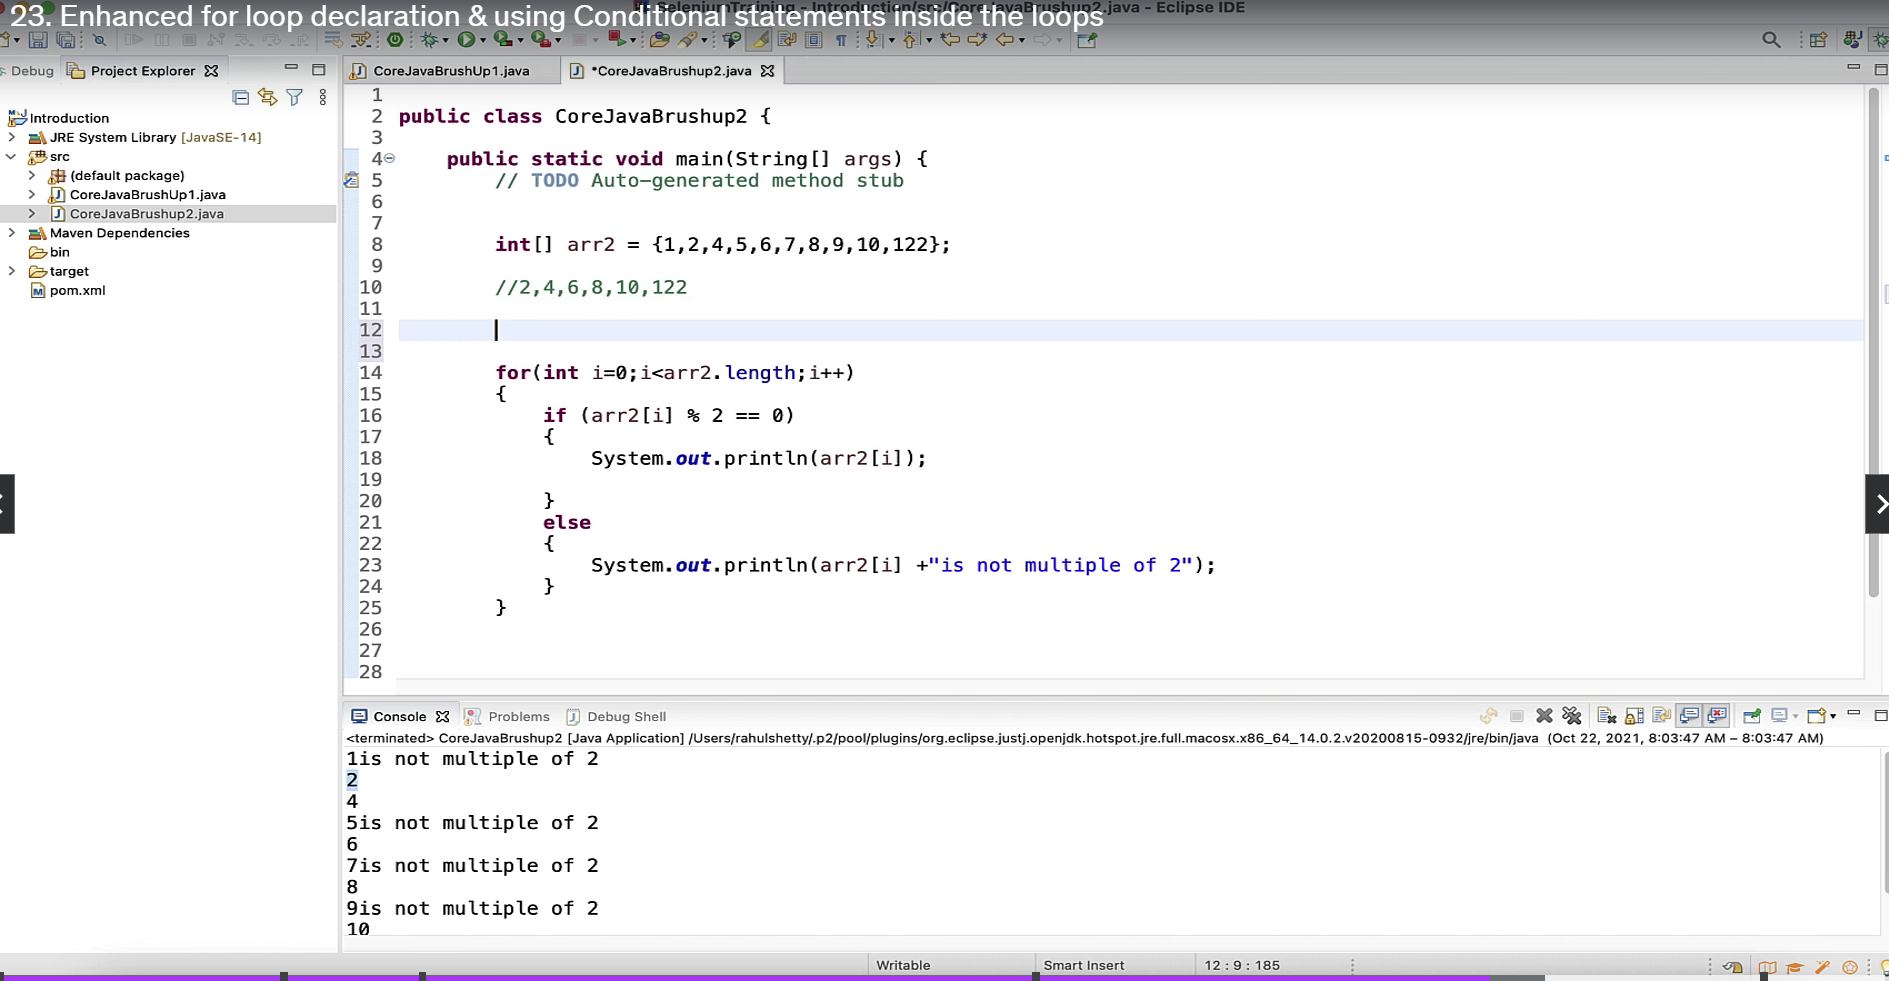 23. Enhanced for loop declaration & using Conditional statements inside the loops
SeleniumTraining - Introduction/src/CoreJavaBrushup2.java - Eclipse IDE
Debug
Project Explorer
CoreJavaBrushUp1.java
*CoreJavaBrushup2.java
Introduction
JRE System Library [JavaSE-14]
src
(default package)
CoreJavaBrushUp1.java
CoreJavaBrushup2.java
Maven Dependencies
bin
target
pom.xml
1
2 public class CoreJavaBrushup2 {
3
4 public static void main(String[] args) {
5 // TODO Auto-generated method stub
6
7
8 int[] arr2 = {1,2,4,5,6,7,8,9,10,122};
9
10 //2,4,6,8,10,122
11
12
13
14 for(int i=0;i<arr2.length;i++)
15 {
16 if (arr2[i] % 2 == 0)
17 {
18 System.out.println(arr2[i]);
19
20 }
21 else
22 {
23 System.out.println(arr2[i] +"is not multiple of 2");
24 }
25 }
26
27
28
Console
Problems
Debug Shell
<terminated> CoreJavaBrushup2 [Java Application] /Users/rahulshetty/.p2/pool/plugins/org.eclipse.justj.openjdk.hotspot.jre.full.macosx.x86_64_14.0.2.v20200815-0932/jre/bin/java (Oct 22, 2021, 8:03:47 AM – 8:03:47 AM)
1is not multiple of 2
2
4
5is not multiple of 2
6
7is not multiple of 2
8
9is not multiple of 2
10
Writable
Smart Insert
12 : 9 : 185